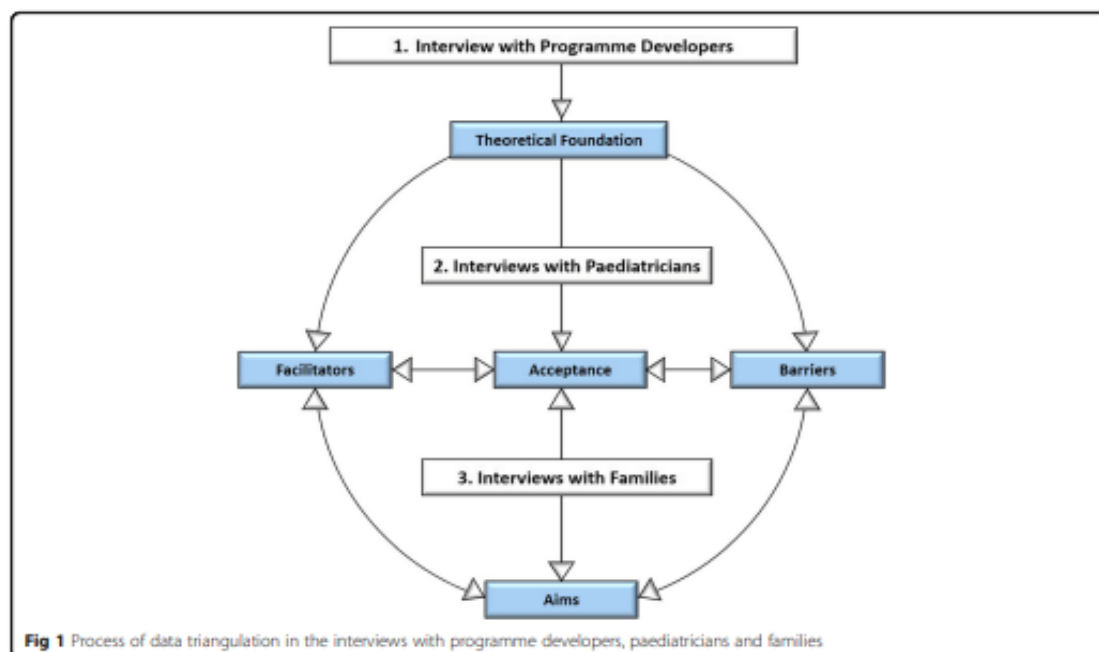 1. Interview with Programme Developers
Theoretical Foundation
2. Interviews with Paediatricians
Facilitators
Acceptance
Barriers
3. Interviews with Families
Aims
Fig 1 Process of data triangulation in the interviews with programme developers, paediatricians and families